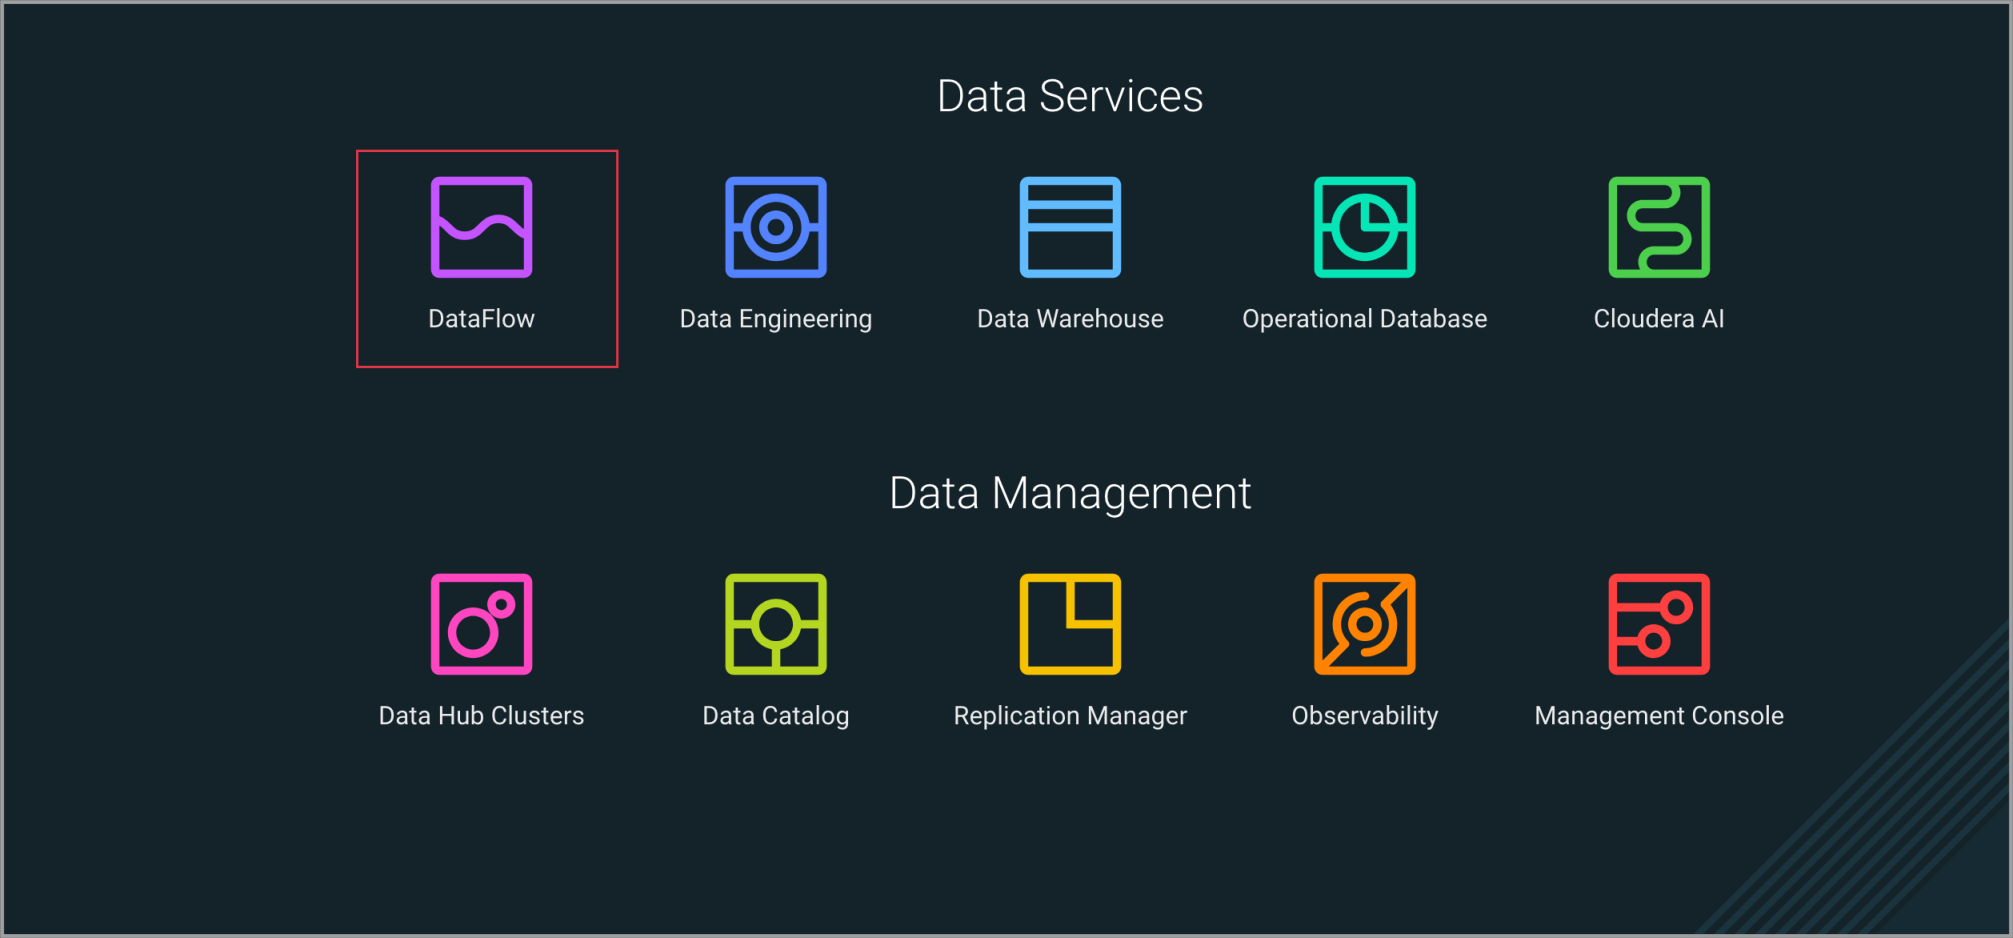 Data Services
DataFlow
Data Engineering
Data Warehouse
Operational Database
Cloudera AI
Data Management
Data Hub Clusters
Data Catalog
Replication Manager
Observability
Management Console